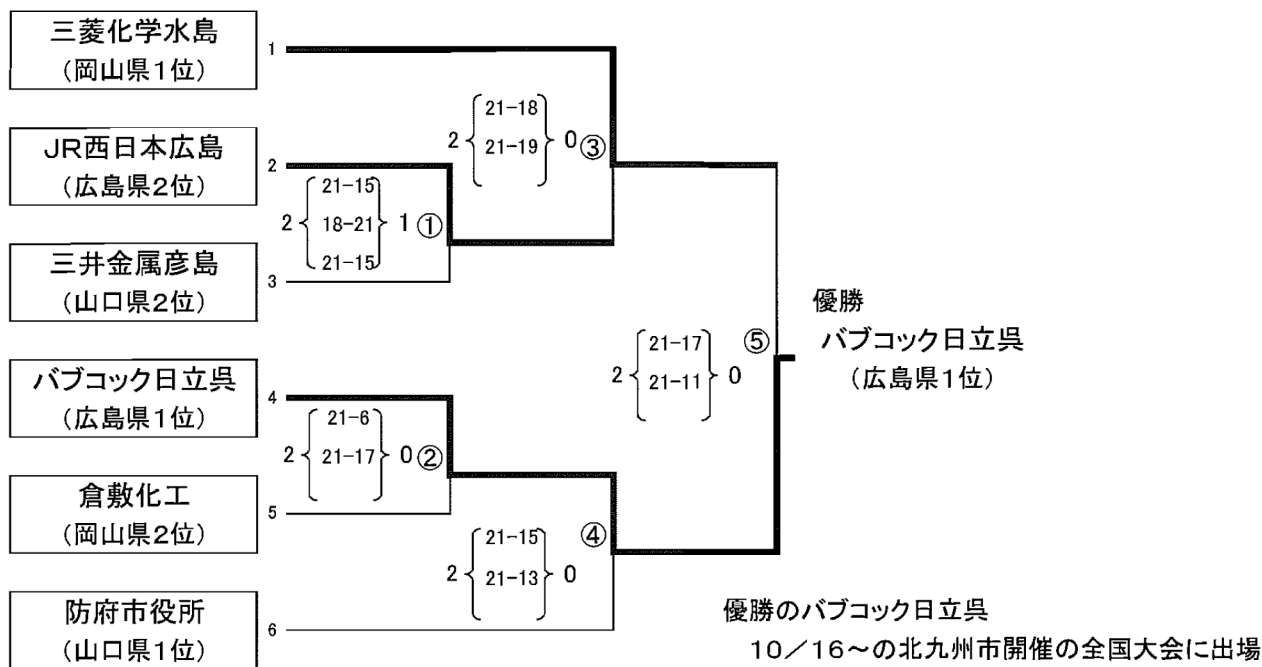 三菱化学水島
(岡山県1位)
1
JR西日本広島
(広島県2位)
2
三井金属彦島
(山口県2位)
3
バブコック日立呉
(広島県1位)
4
倉敷化工
(岡山県2位)
5
防府市役所
(山口県1位)
6
21-15
2 18-21 1 ①
21-15
21-6
2 21-17 0 ②
21-18
2 21-19 0 ③
21-15
2 21-13 0 ④
21-17
2 21-11 0 ⑤
優勝
バブコック日立呉
(広島県1位)
優勝のバブコック日立呉
10/16~の北九州市開催の全国大会に出場